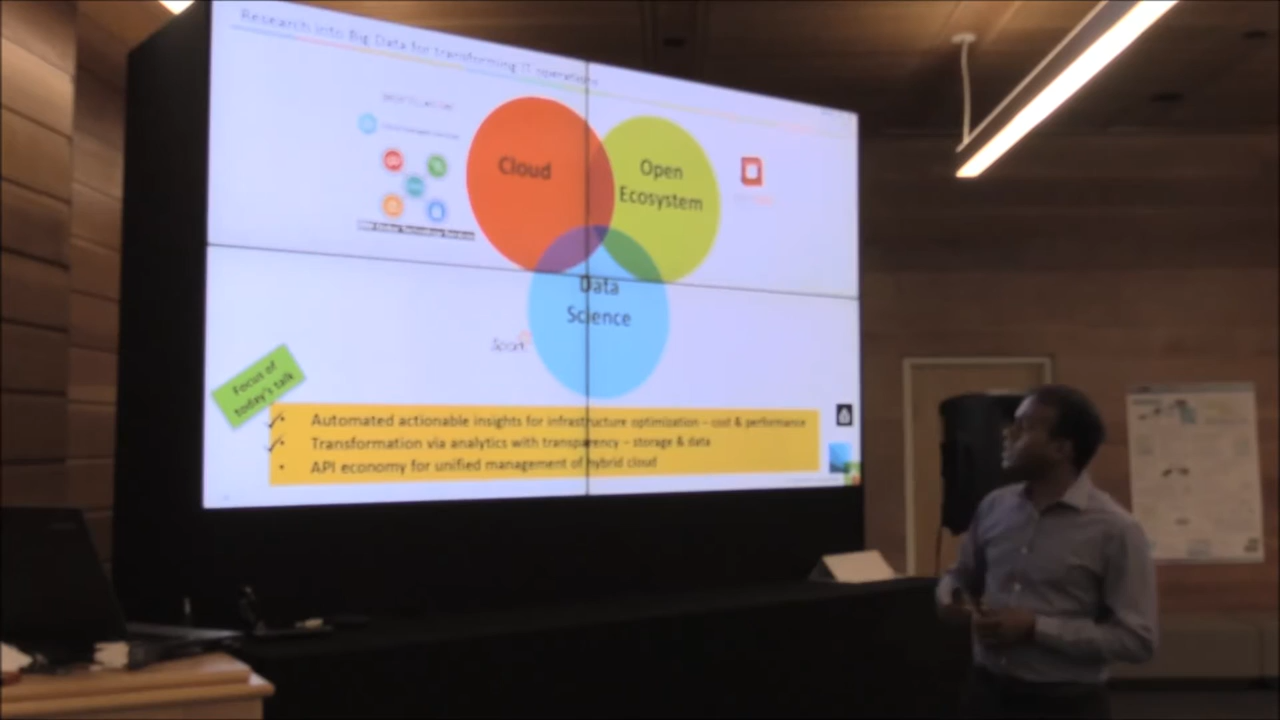 Research into Big Data for transforming IT operations
Cloud
Open
Ecosystem
Data
Science
Spark
Focus of
today's talk
Automated actionable insights for infrastructure optimization – cost & performance
Transformation via analytics with transparency – storage & data
• API economy for unified management of hybrid cloud